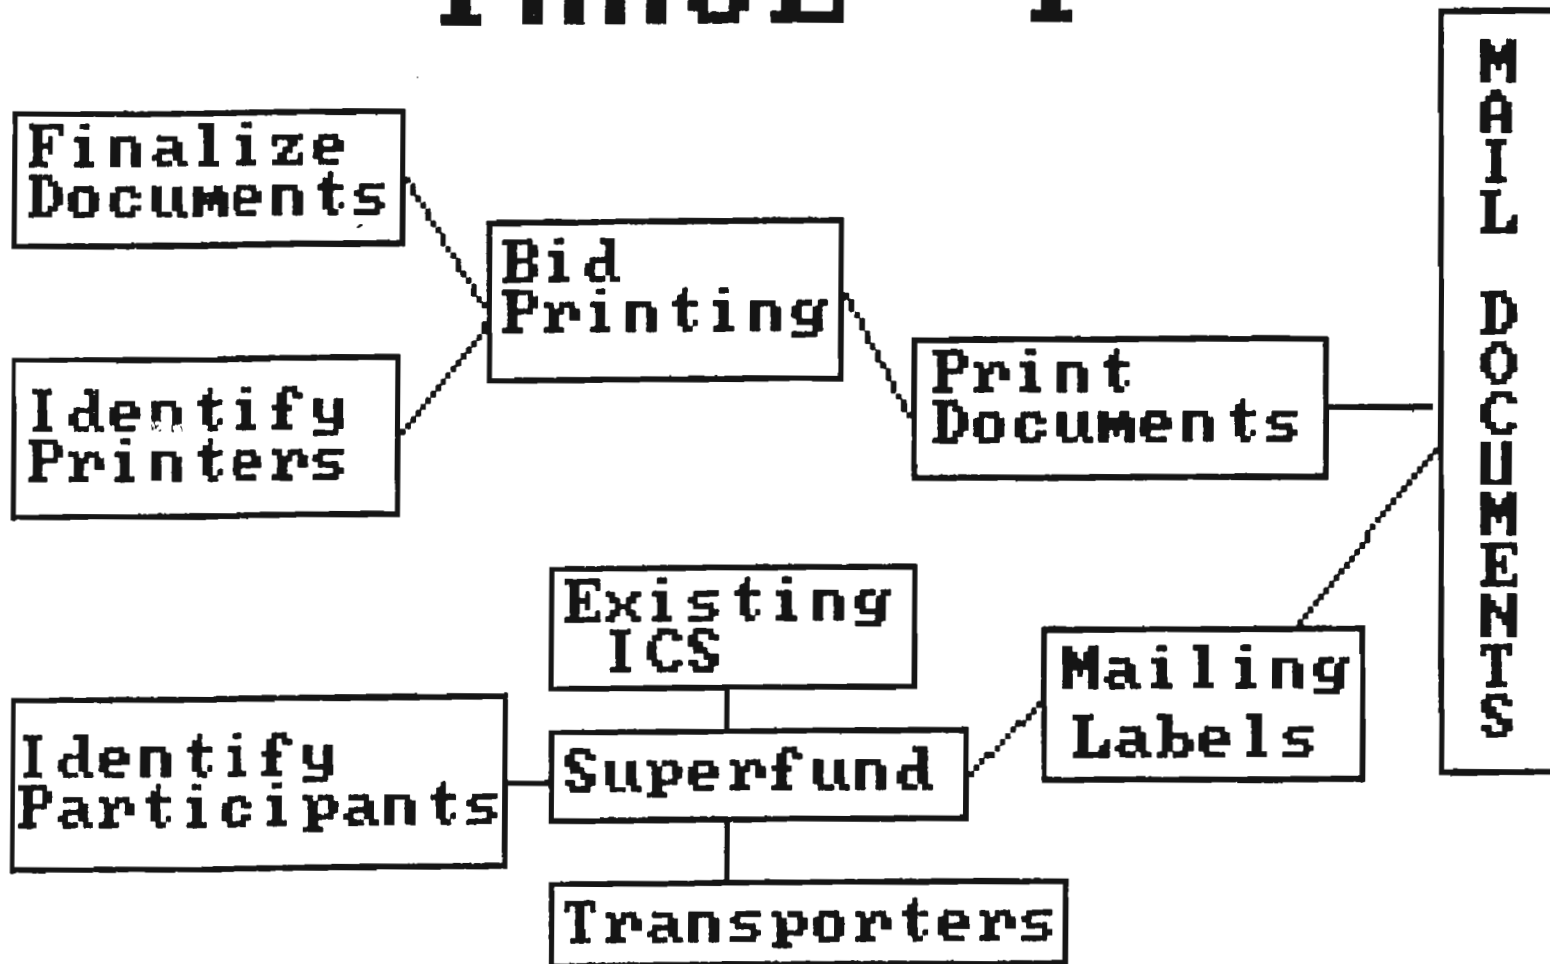 Finalize
Documents
Bid
Printing
Identify
Printers
Print
Documents
MAIL DOCUMENTS
Existing
ICS
Mailing
Labels
Identify
Participants
Superfund
Transporters